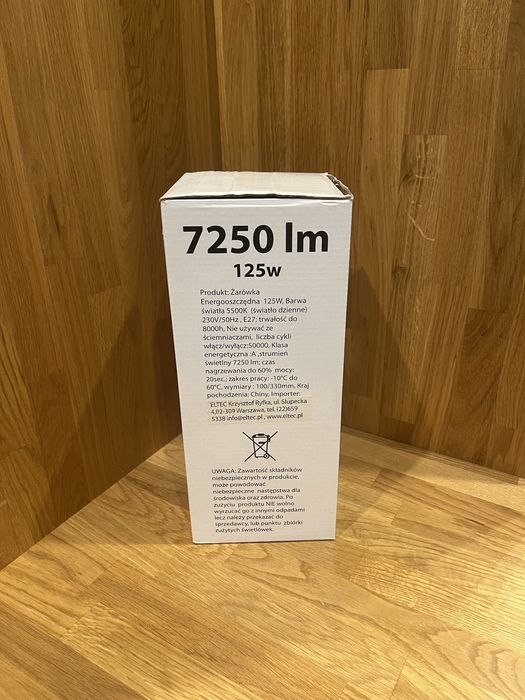 7250 lm
125w
Produkt: Żarówka
Energooszczędna 125W, Barwa
światła 5500K (światło dzienne)
230V/50Hz , E27; trwałość do
8000h, Nie używać ze
ściemniaczami, liczba cykli
włącz/wyłącz:50000, Klasa
energetyczna :A ,strumień
świetlny 7250 lm; czas
nagrzewania do 60% mocy:
20sec.; zakres pracy: -10°C do
60°C, wymiary : 100/330mm, Kraj
pochodzenia: Chiny, Importer:
ELTEC Krzysztof Ryfka, ul. Słupecka
4,02-309 Warszawa, tel. (22)659
5338 info@eltec.pl , www.eltec.pl
UWAGA: Zawartość składników
niebezpiecznych w produkcie,
może powodować
niebezpieczne następstwa dla
środowiska oraz zdrowia. Po
zużyciu produktu NIE wolno
wyrzucać go z innymi odpadami
lecz należy przekazać do
sprzedawcy, lub punktu zbiórki
zużytych świetlówek.